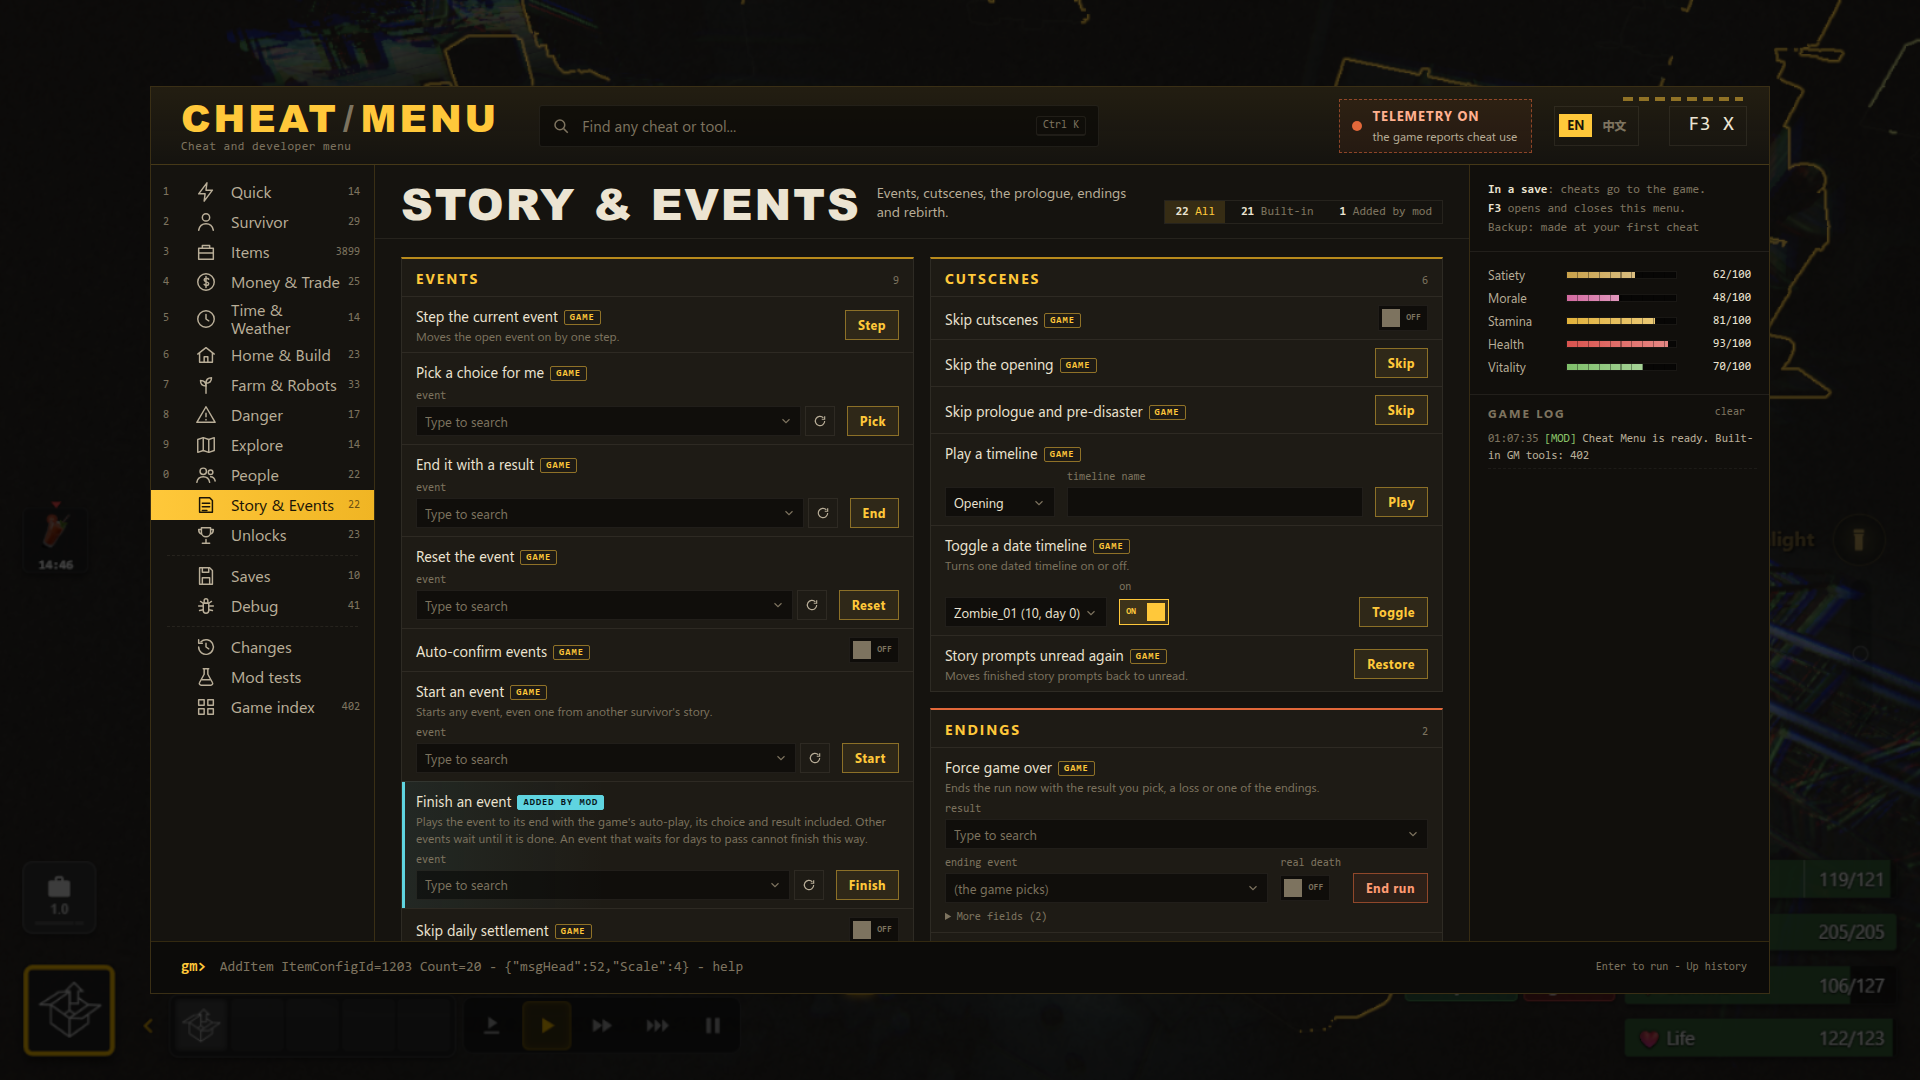 CHEAT/MENU
Cheat and developer menu
Find any cheat or tool...
Ctrl K
TELEMETRY ON
the game reports cheat use
EN
中文
F3 X
1 Quick 14
2 Survivor 29
3 Items 3899
4 Money & Trade 25
5 Time & Weather 14
6 Home & Build 23
7 Farm & Robots 33
8 Danger 17
9 Explore 14
0 People 22
Story & Events 22
Unlocks 23
Saves 10
Debug 41
Changes
Mod tests
Game index 402
STORY & EVENTS
Events, cutscenes, the prologue, endings
and rebirth.
22 All
21 Built-in
1 Added by mod
EVENTS 9
Step the current event GAME
Moves the open event on by one step.
Step
Pick a choice for me GAME
event
Type to search
Pick
End it with a result GAME
event
Type to search
End
Reset the event GAME
event
Type to search
Reset
Auto-confirm events GAME
OFF
Start an event GAME
Starts any event, even one from another survivor's story.
event
Type to search
Start
Finish an event ADDED BY MOD
Plays the event to its end with the game's auto-play, its choice and result included. Other
events wait until it is done. An event that waits for days to pass cannot finish this way.
event
Type to search
Finish
Skip daily settlement GAME
OFF
CUTSCENES 6
Skip cutscenes GAME
OFF
Skip the opening GAME
Skip
Skip prologue and pre-disaster GAME
Skip
Play a timeline GAME
timeline name
Opening
Play
Toggle a date timeline GAME
Turns one dated timeline on or off.
on
Zombie_01 (10, day 0)
ON
Toggle
Story prompts unread again GAME
Moves finished story prompts back to unread.
Restore
ENDINGS 2
Force game over GAME
Ends the run now with the result you pick, a loss or one of the endings.
result
Type to search
ending event
real death
(the game picks)
OFF
End run
More fields (2)
In a save: cheats go to the game.
F3 opens and closes this menu.
Backup: made at your first cheat
Satiety 62/100
Morale 48/100
Stamina 81/100
Health 93/100
Vitality 70/100
GAME LOG
clear
01:07:35 [MOD] Cheat Menu is ready. Built-
in GM tools: 402
gm> AddItem ItemConfigId=1203 Count=20 - {"msgHead":52,"Scale":4} - help
Enter to run - Up history
14:46
1.0
light
119/121
205/205
106/127
Life 122/123